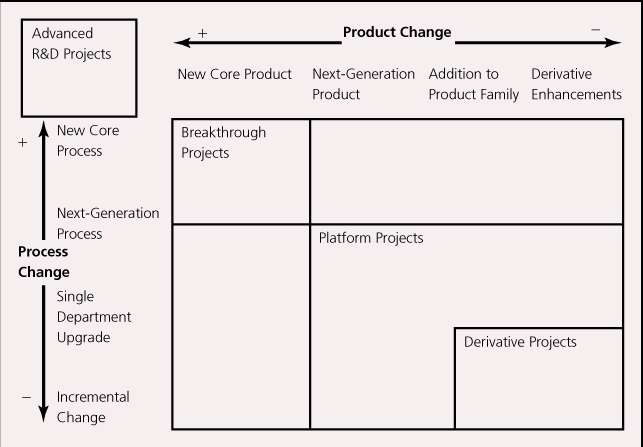 Advanced
R&D Projects
+ Product Change –
New Core Product
Next-Generation
Product
Addition to
Product Family
Derivative
Enhancements
+
New Core
Process
Next-Generation
Process
Process
Change
Single
Department
Upgrade
–
Incremental
Change
Breakthrough
Projects
Platform Projects
Derivative Projects